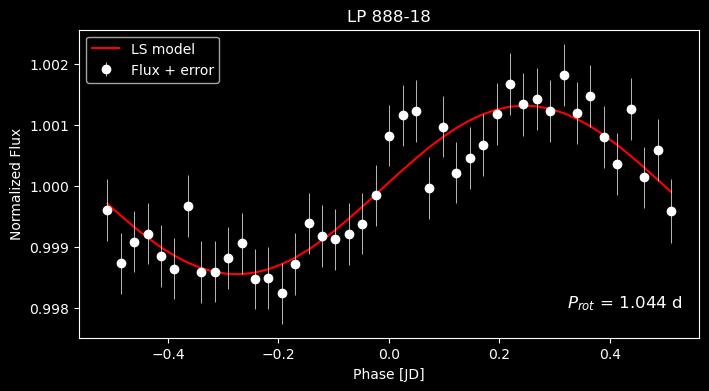 LP 888-18
LS model
Flux + error
1.002
1.001
1.000
0.999
0.998
Normalized Flux
P_rot = 1.044 d
−0.4 −0.2 0.0 0.2 0.4
Phase [JD]